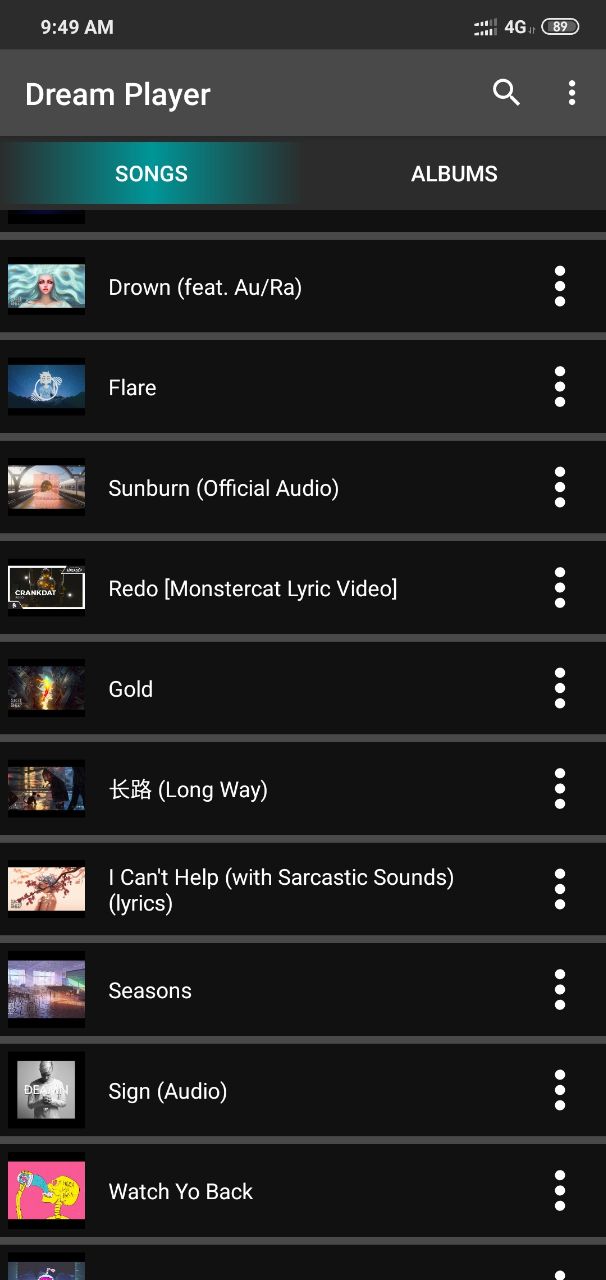 9:49 AM
4G
89
Dream Player
SONGS
ALBUMS
Drown (feat. Au/Ra)
Flare
Sunburn (Official Audio)
CRANKDAT
Redo [Monstercat Lyric Video]
Gold
长路 (Long Way)
I Can't Help (with Sarcastic Sounds)
(lyrics)
Seasons
DEAMN
Sign (Audio)
Watch Yo Back